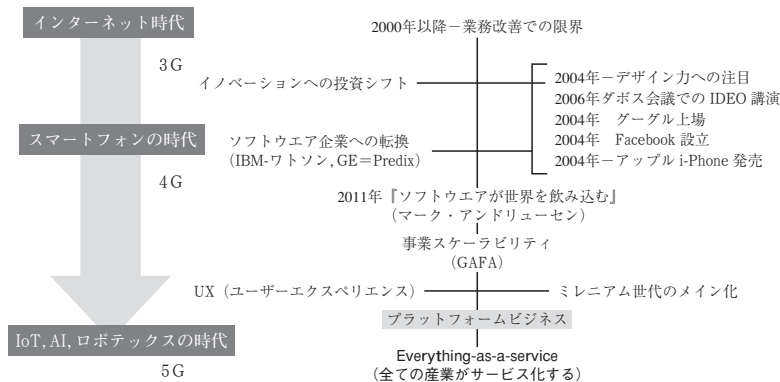 インターネット時代
2000年以降－業務改善での限界
3G
イノベーションへの投資シフト
2004年－デザイン力への注目
2006年ダボス会議での IDEO 講演
2004年　グーグル上場
2004年　Facebook 設立
2004年－アップル i-Phone 発売
スマートフォンの時代
ソフトウエア企業への転換
（IBM-ワトソン, GE＝Predix）
4G
2011年『ソフトウエアが世界を飲み込む』
（マーク・アンドリューセン）
事業スケーラビリティ
（GAFA）
UX（ユーザーエクスペリエンス）
ミレニアム世代のメイン化
プラットフォームビジネス
IoT, AI, ロボテックスの時代
5G
Everything-as-a-service
（全ての産業がサービス化する）